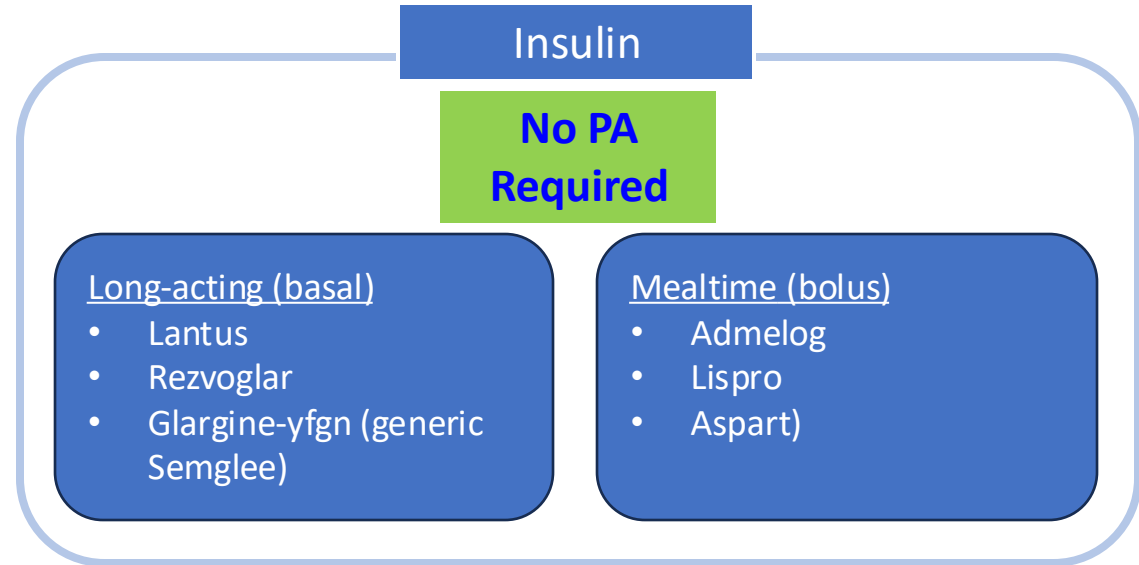 Insulin
No PA
Required
Long-acting (basal)
• Lantus
• Rezvoglar
• Glargine-yfgn (generic
Semglee)
Mealtime (bolus)
• Admelog
• Lispro
• Aspart)